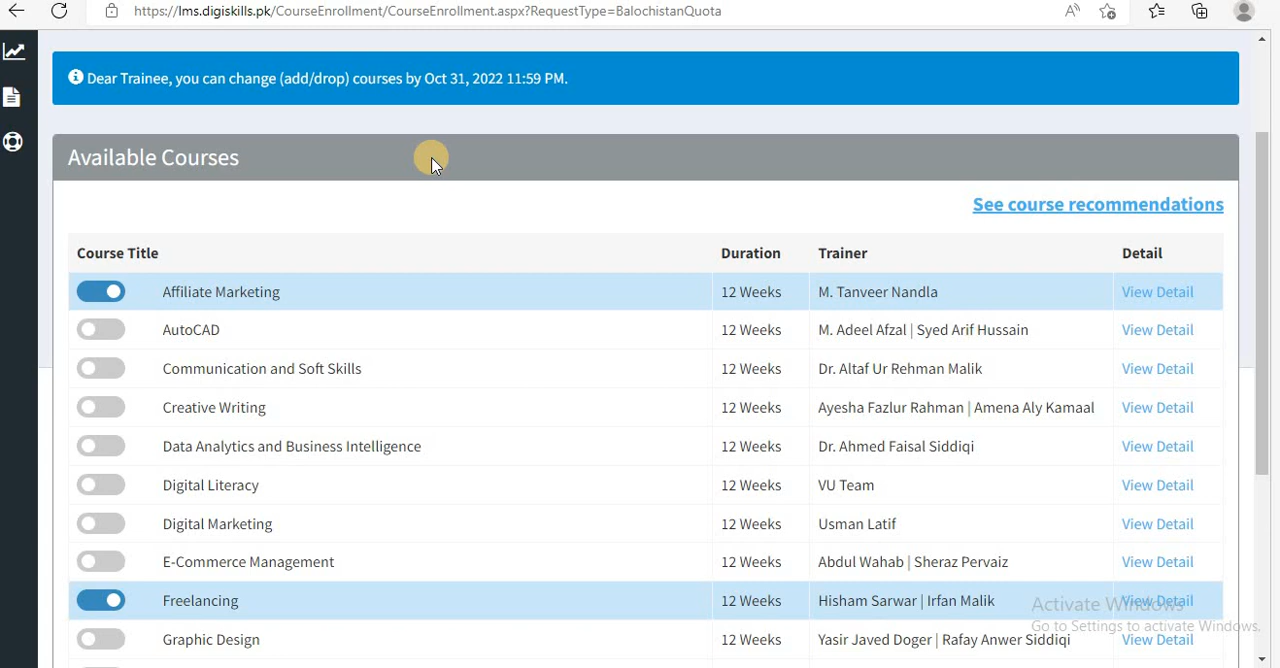 https://lms.digiskills.pk/CourseEnrollment/CourseEnrollment.aspx?RequestType=BalochistanQuota
Dear Trainee, you can change (add/drop) courses by Oct 31, 2022 11:59 PM.
Available Courses
See course recommendations
Course Title Duration Trainer Detail
Affiliate Marketing 12 Weeks M. Tanveer Nandla View Detail
AutoCAD 12 Weeks M. Adeel Afzal | Syed Arif Hussain View Detail
Communication and Soft Skills 12 Weeks Dr. Altaf Ur Rehman Malik View Detail
Creative Writing 12 Weeks Ayesha Fazlur Rahman | Amena Aly Kamaal View Detail
Data Analytics and Business Intelligence 12 Weeks Dr. Ahmed Faisal Siddiqi View Detail
Digital Literacy 12 Weeks VU Team View Detail
Digital Marketing 12 Weeks Usman Latif View Detail
E-Commerce Management 12 Weeks Abdul Wahab | Sheraz Pervaiz View Detail
Freelancing 12 Weeks Hisham Sarwar | Irfan Malik View Detail
Activate Windows
Go to Settings to activate Windows.
Graphic Design 12 Weeks Yasir Javed Doger | Rafay Anwer Siddiqi View Detail